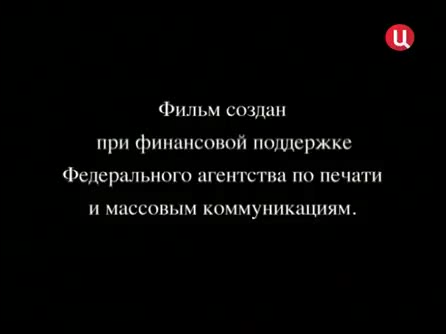 Ц
Фильм создан
при финансовой поддержке
Федерального агентства по печати
и массовым коммуникациям.